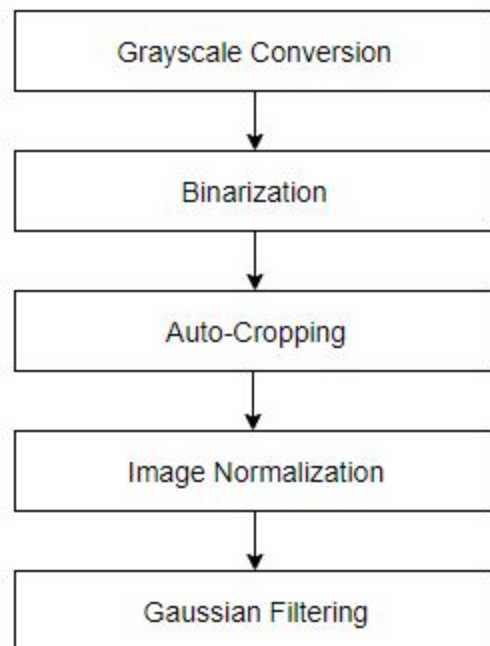 Grayscale Conversion
Binarization
Auto-Cropping
Image Normalization
Gaussian Filtering